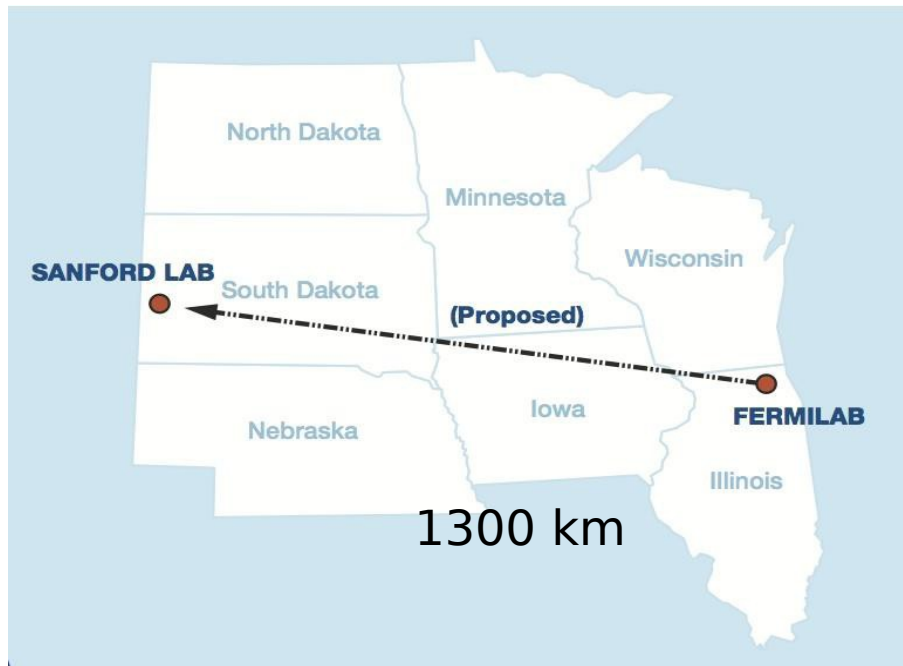 North Dakota
Minnesota
Wisconsin
SANFORD LAB
South Dakota
(Proposed)
Iowa
FERMILAB
Nebraska
Illinois
1300 km